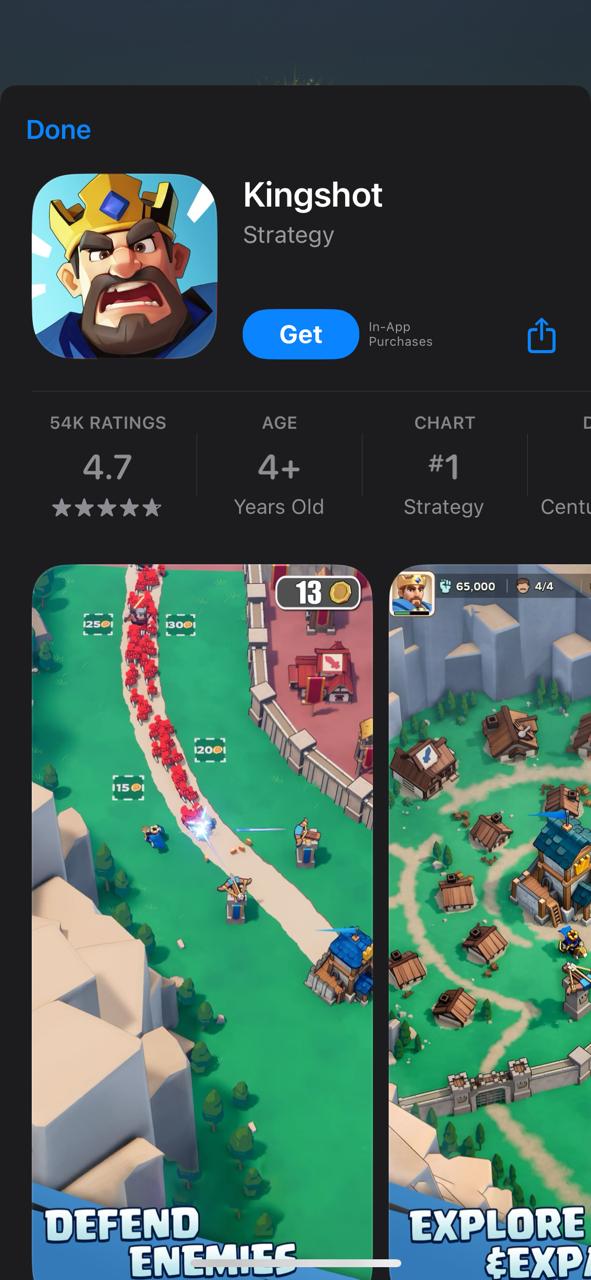 Done
Kingshot
Strategy
Get
In-App
Purchases
54K RATINGS
4.7
AGE
4+
Years Old
CHART
#1
Strategy
D
Centu
13
25
30
20
15
65,000
4/4
DEFEND
ENEMIES
EXPLORE
&EXP